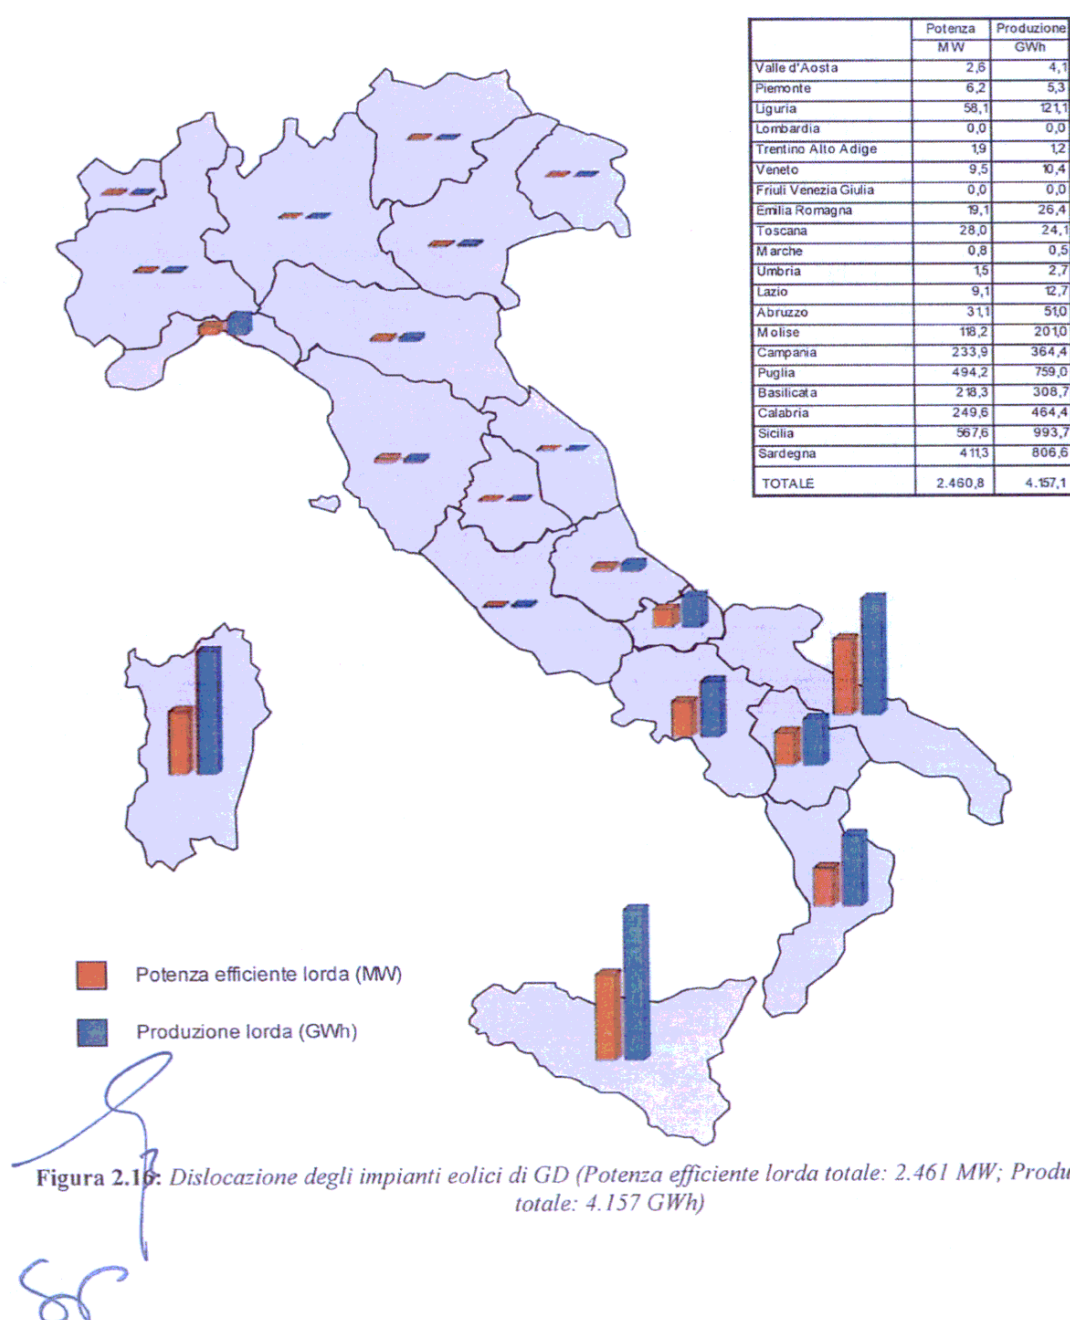 Potenza Produzione
MW GWh
Valle d'Aosta 2,6 4,1
Piemonte 6,2 5,3
Liguria 58,1 121,1
Lombardia 0,0 0,0
Trentino Alto Adige 1,9 1,2
Veneto 9,5 10,4
Friuli Venezia Giulia 0,0 0,0
Emilia Romagna 19,1 26,4
Toscana 28,0 24,1
Marche 0,8 0,5
Umbria 1,5 2,7
Lazio 9,1 12,7
Abruzzo 31,1 51,0
Molise 118,2 201,0
Campania 233,9 364,4
Puglia 494,2 759,0
Basilicata 218,3 308,7
Calabria 249,6 464,4
Sicilia 567,6 993,7
Sardegna 411,3 806,6
TOTALE 2.460,8 4.157,1
Potenza efficiente lorda (MW)
Produzione lorda (GWh)
Figura 2.16: Dislocazione degli impianti eolici di GD (Potenza efficiente lorda totale: 2.461 MW; Produ
totale: 4.157 GWh)